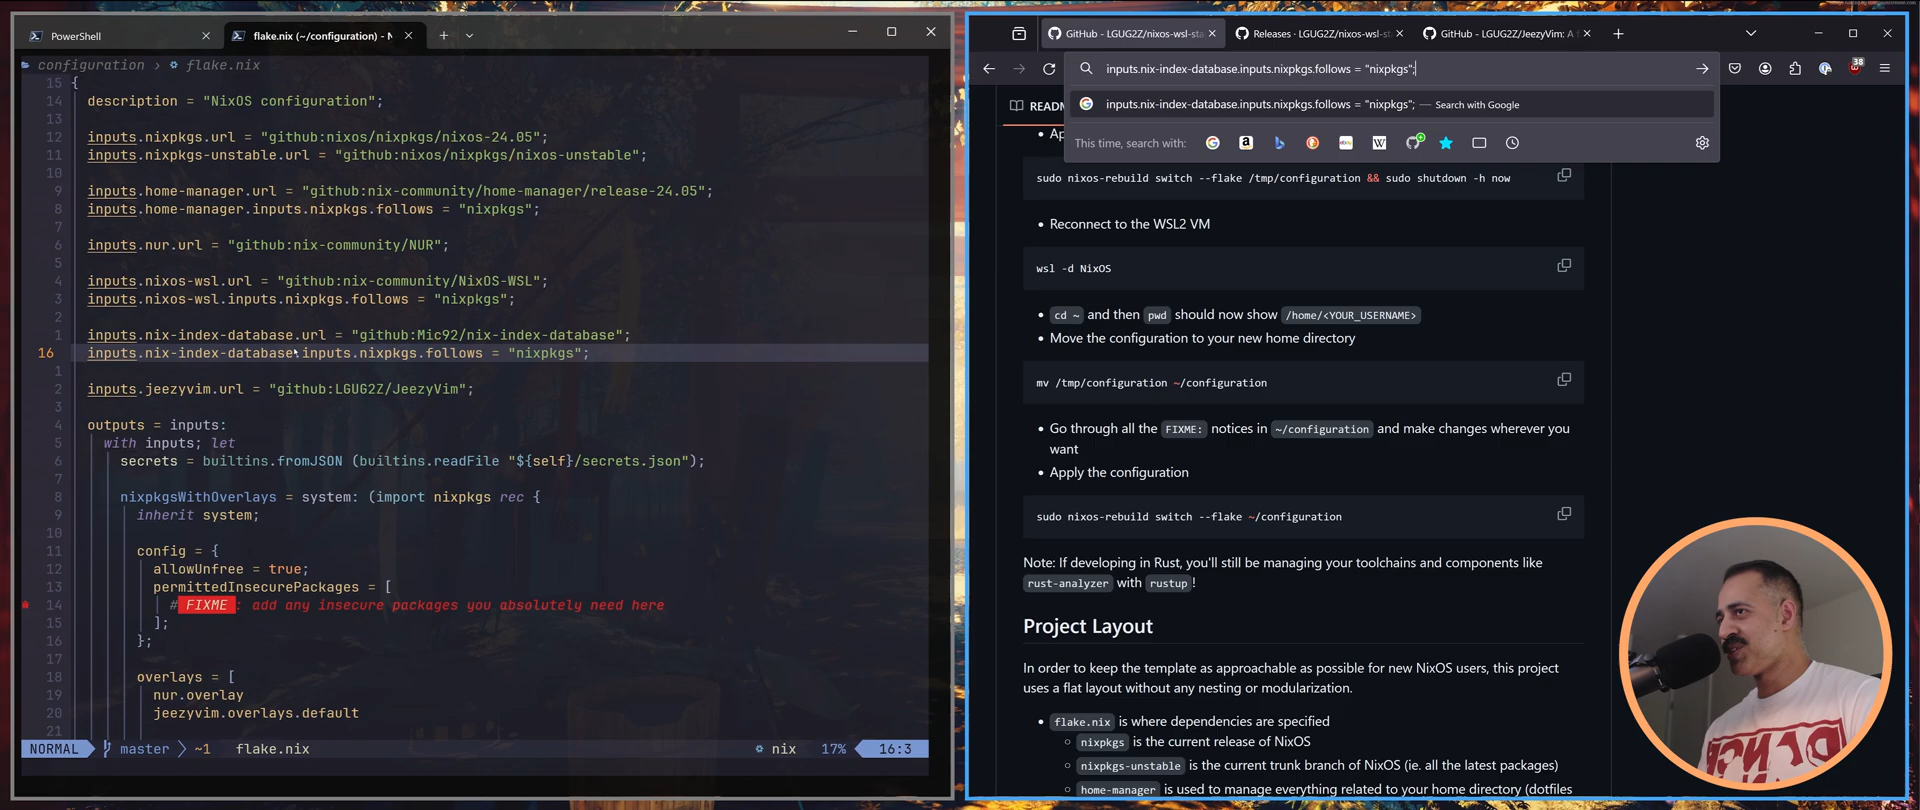 PowerShell
flake.nix (~/configuration) - N
configuration › flake.nix
15 {
14 description = "NixOS configuration";
13
12 inputs.nixpkgs.url = "github:nixos/nixpkgs/nixos-24.05";
11 inputs.nixpkgs-unstable.url = "github:nixos/nixpkgs/nixos-unstable";
10
9 inputs.home-manager.url = "github:nix-community/home-manager/release-24.05";
8 inputs.home-manager.inputs.nixpkgs.follows = "nixpkgs";
7
6 inputs.nur.url = "github:nix-community/NUR";
5
4 inputs.nixos-wsl.url = "github:nix-community/NixOS-WSL";
3 inputs.nixos-wsl.inputs.nixpkgs.follows = "nixpkgs";
2
1 inputs.nix-index-database.url = "github:Mic92/nix-index-database";
16 inputs.nix-index-database.inputs.nixpkgs.follows = "nixpkgs";
1
2 inputs.jeezyvim.url = "github:LGUG2Z/JeezyVim";
3
4 outputs = inputs:
5 with inputs; let
6 secrets = builtins.fromJSON (builtins.readFile "${self}/secrets.json");
7
8 nixpkgsWithOverlays = system: (import nixpkgs rec {
9 inherit system;
10
11 config = {
12 allowUnfree = true;
13 permittedInsecurePackages = [
14 # FIXME : add any insecure packages you absolutely need here
15 ];
16 };
17
18 overlays = [
19 nur.overlay
20 jeezyvim.overlays.default
21
NORMAL master ~1 flake.nix nix 17% 16:3
GitHub - LGUG2Z/nixos-wsl-sta
Releases · LGUG2Z/nixos-wsl-st
GitHub - LGUG2Z/JeezyVim: A f
inputs.nix-index-database.inputs.nixpkgs.follows = "nixpkgs";
38
inputs.nix-index-database.inputs.nixpkgs.follows = "nixpkgs"; — Search with Google
This time, search with:
READM
Ap
sudo nixos-rebuild switch --flake /tmp/configuration && sudo shutdown -h now
• Reconnect to the WSL2 VM
wsl -d NixOS
• cd ~ and then pwd should now show /home/<YOUR_USERNAME>
• Move the configuration to your new home directory
mv /tmp/configuration ~/configuration
• Go through all the FIXME: notices in ~/configuration and make changes wherever you
want
• Apply the configuration
sudo nixos-rebuild switch --flake ~/configuration
Note: If developing in Rust, you'll still be managing your toolchains and components like
rust-analyzer with rustup!
Project Layout
In order to keep the template as approachable as possible for new NixOS users, this project
uses a flat layout without any nesting or modularization.
• flake.nix is where dependencies are specified
○ nixpkgs is the current release of NixOS
○ nixpkgs-unstable is the current trunk branch of NixOS (ie. all the latest packages)
○ home-manager is used to manage everything related to your home directory (dotfiles